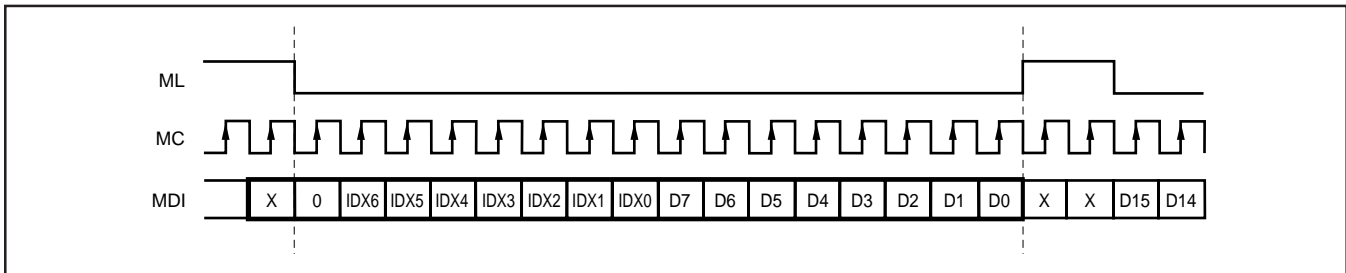 ML
MC
MDI X 0 IDX6 IDX5 IDX4 IDX3 IDX2 IDX1 IDX0 D7 D6 D5 D4 D3 D2 D1 D0 X X D15 D14